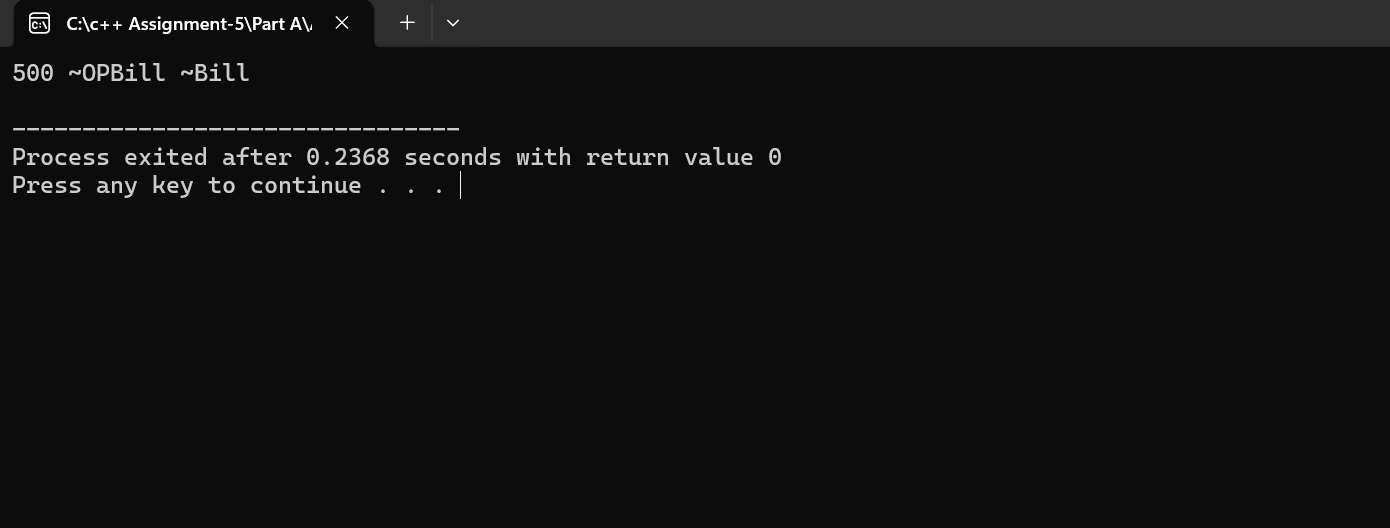 C:\c++ Assignment-5\Part A\
500 ~OPBill ~Bill
--------------------------------
Process exited after 0.2368 seconds with return value 0
Press any key to continue . . .